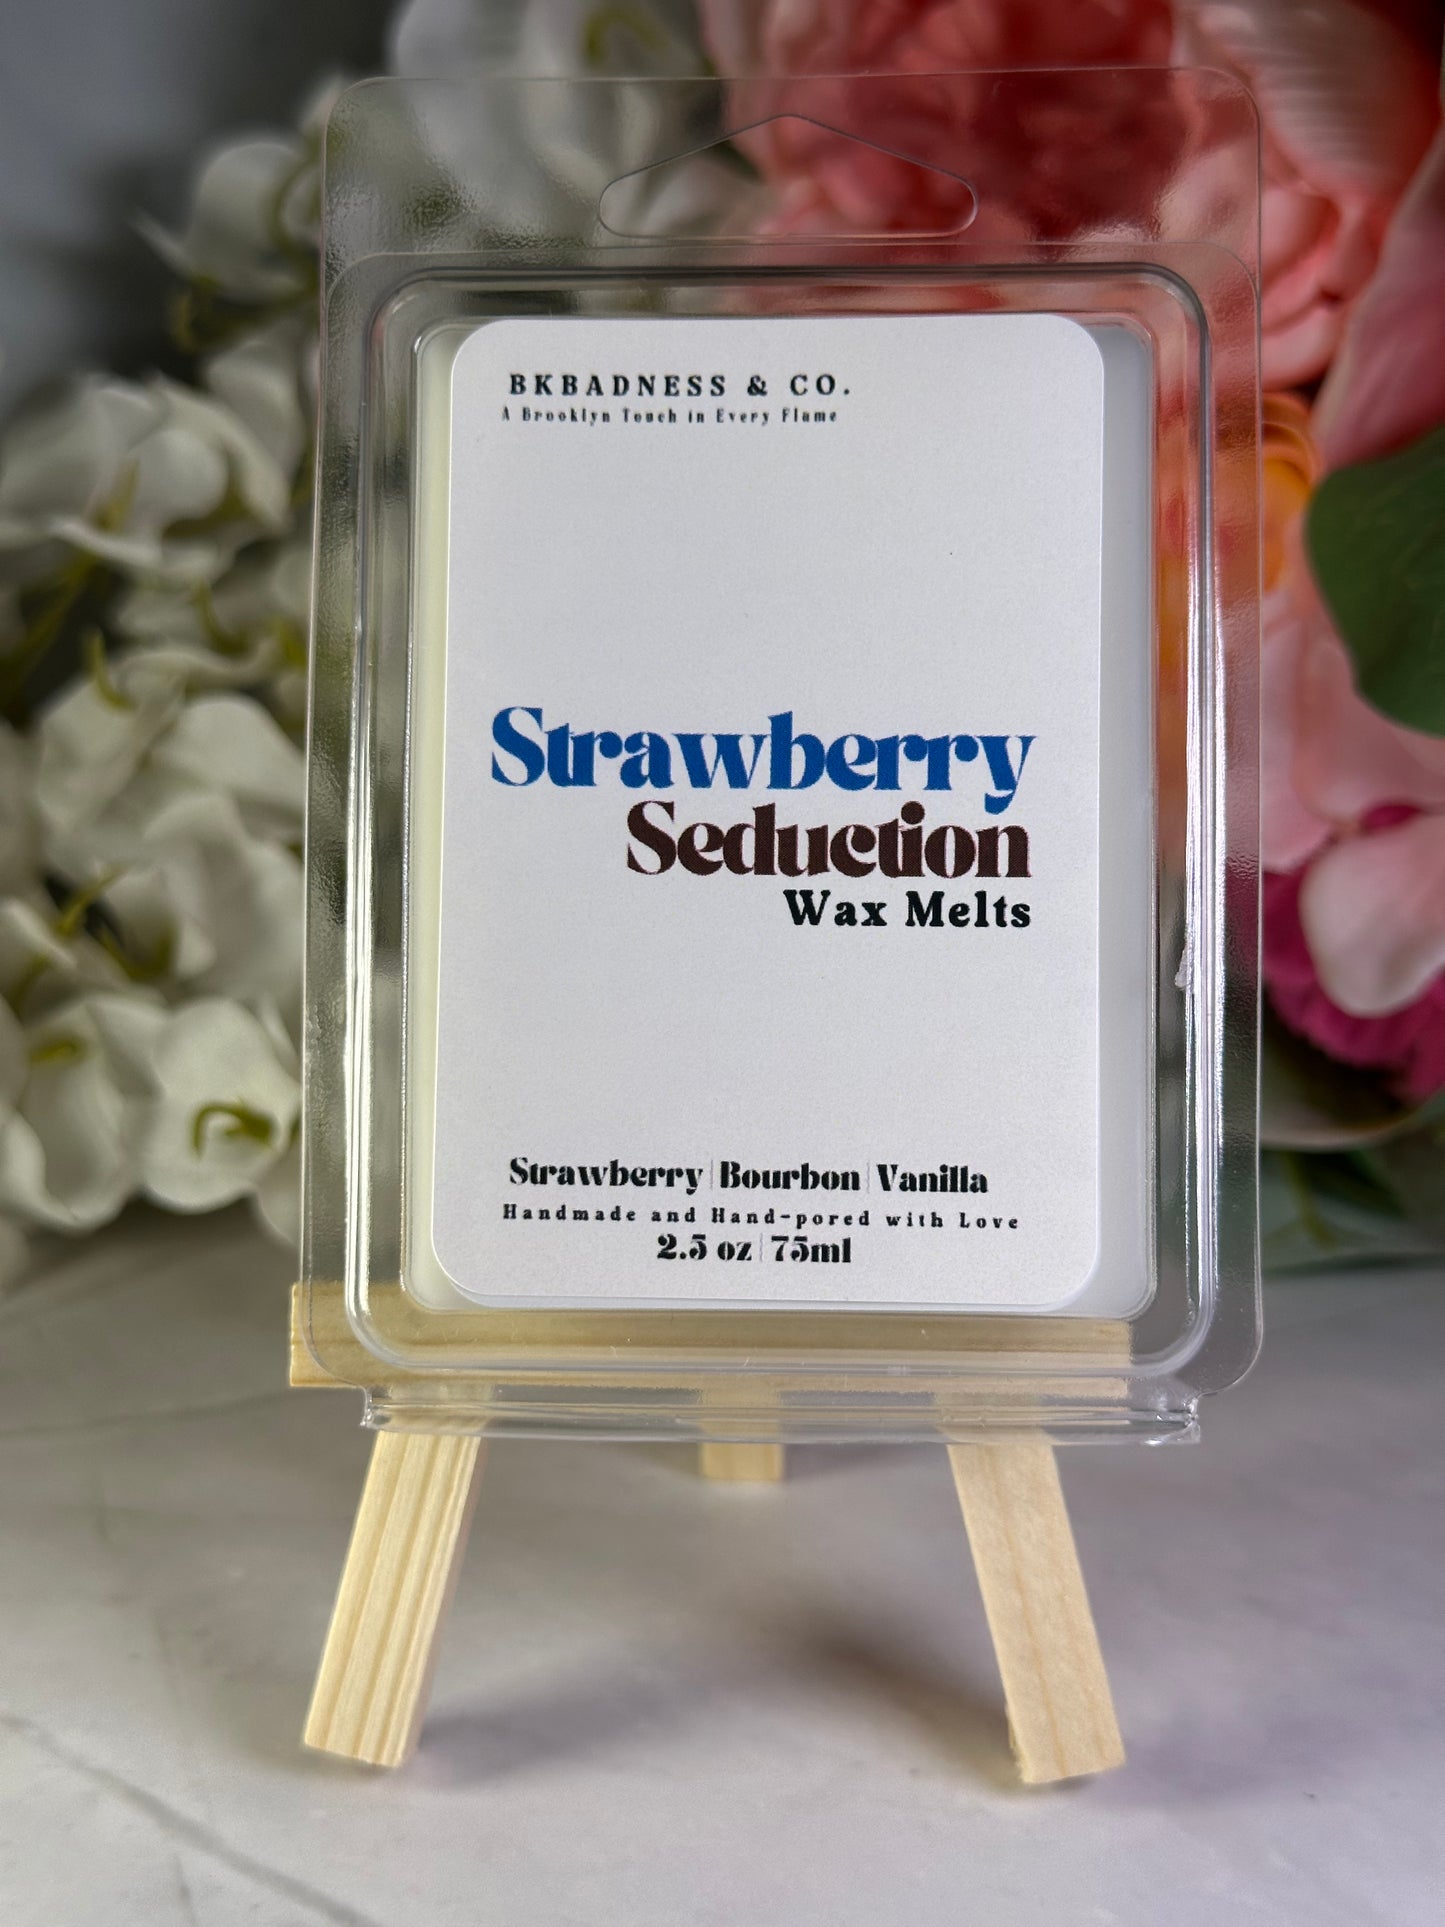 BKBADNESS & CO.
A Brooklyn Touch in Every Flame
Strawberry
Seduction
Wax Melts
Strawberry|Bourbon|Vanilla
Handmade and Hand-pored with Love
2.5 oz|75ml